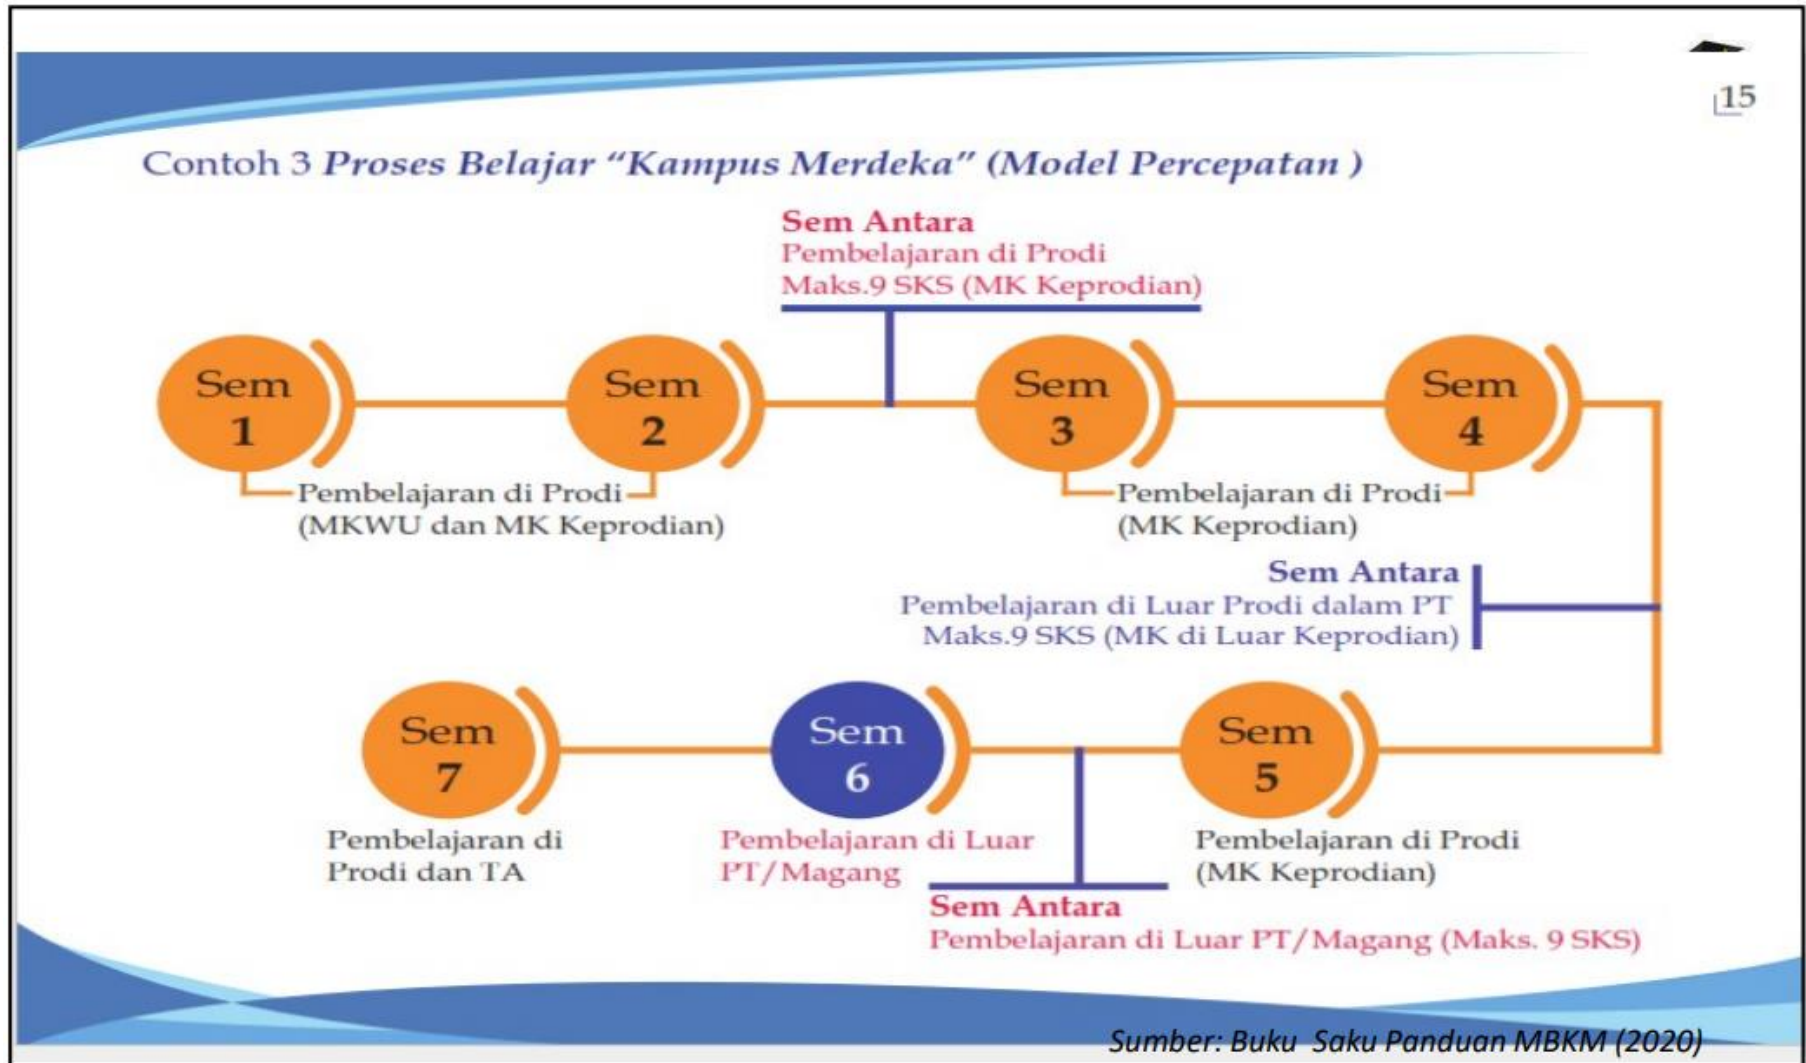 15
Contoh 3 Proses Belajar “Kampus Merdeka” (Model Percepatan )
Sem Antara
Pembelajaran di Prodi
Maks.9 SKS (MK Keprodian)
Sem
1
Sem
2
Sem
3
Sem
4
Pembelajaran di Prodi
(MKWU dan MK Keprodian)
Pembelajaran di Prodi
(MK Keprodian)
Sem Antara
Pembelajaran di Luar Prodi dalam PT
Maks.9 SKS (MK di Luar Keprodian)
Sem
7
Sem
6
Sem
5
Pembelajaran di
Prodi dan TA
Pembelajaran di Luar
PT/Magang
Pembelajaran di Prodi
(MK Keprodian)
Sem Antara
Pembelajaran di Luar PT/Magang (Maks. 9 SKS)
Sumber: Buku Saku Panduan MBKM (2020)